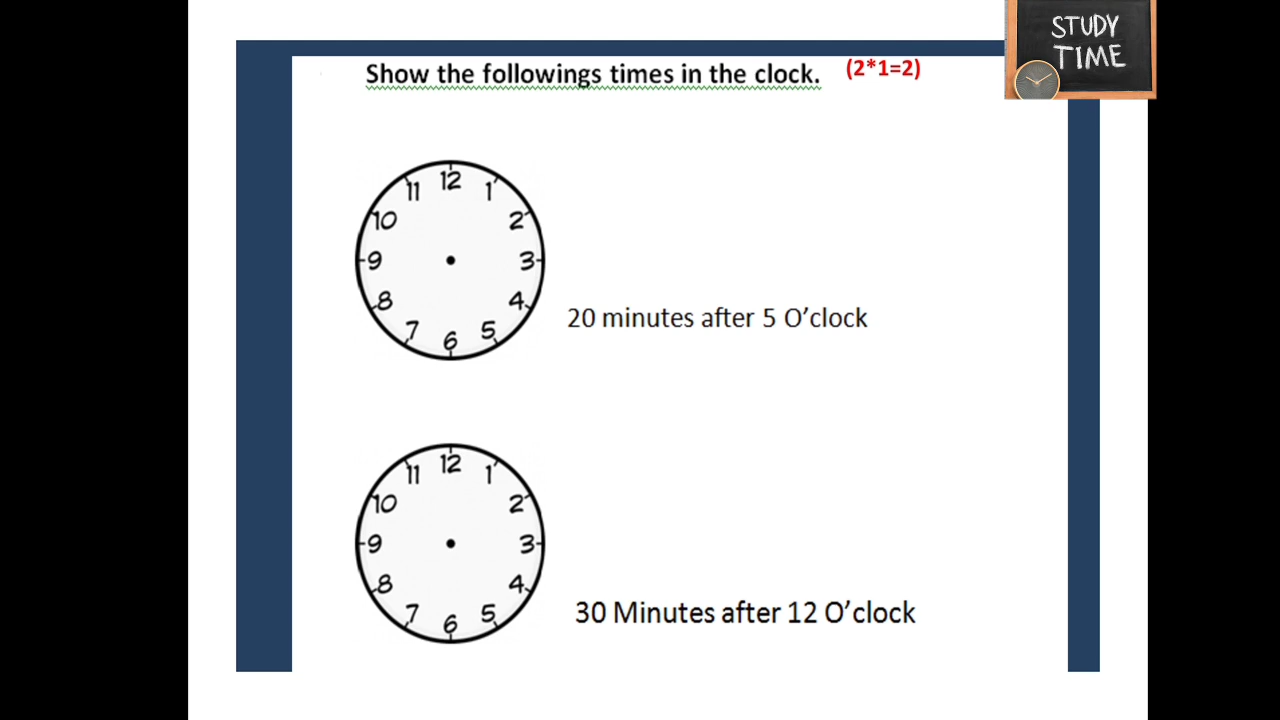 STUDY
TIME
Show the followings times in the clock. (2*1=2)
12
11 1
10 2
9 3
8 4
7 5
6
20 minutes after 5 O’clock
12
11 1
10 2
9 3
8 4
7 5
6
30 Minutes after 12 O’clock